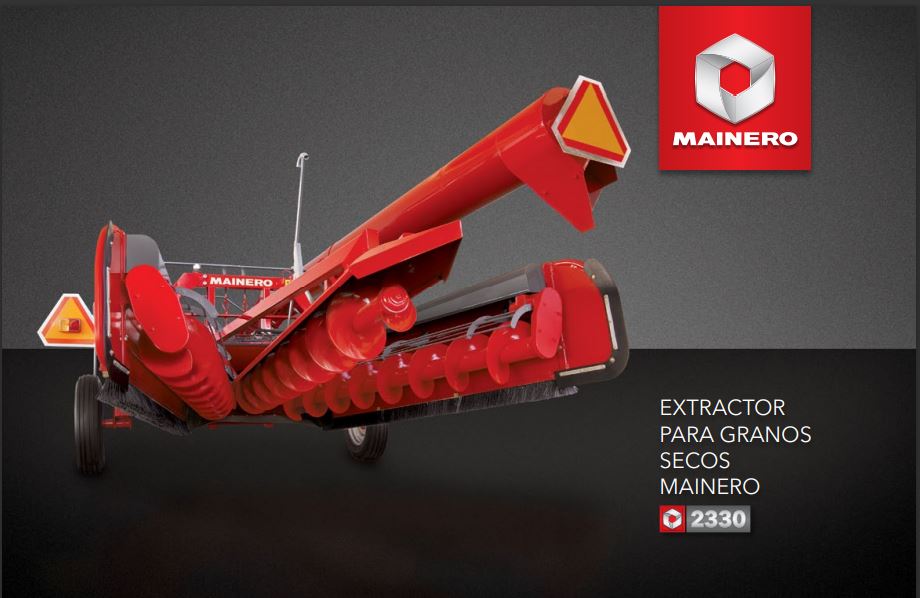 MAINERO
MAINERO
EXTRACTOR
PARA GRANOS
SECOS
MAINERO
2330